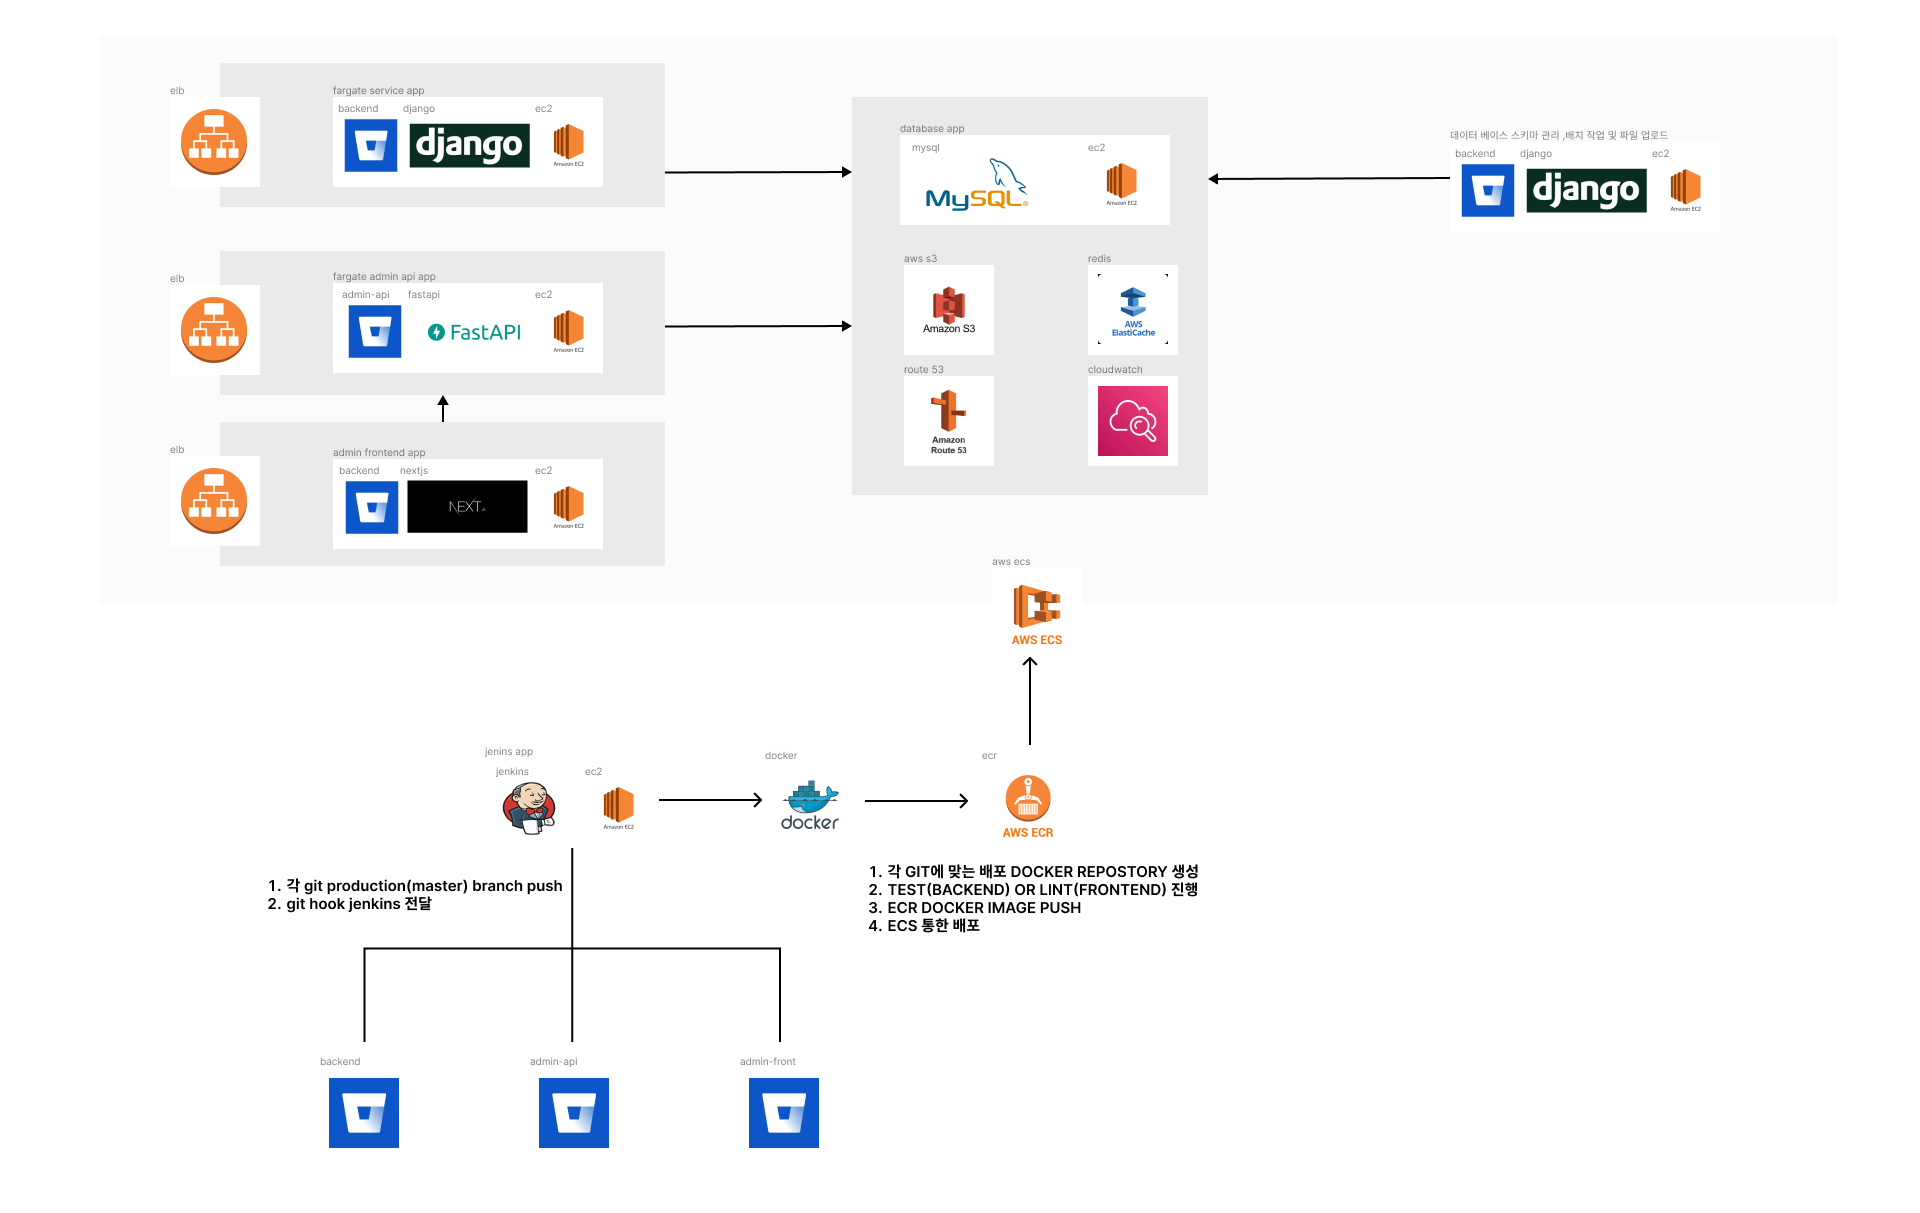 elb
fargate service app
backend
django
ec2
django
Amazon EC2
database app
mysql
ec2
MySQL®
Amazon EC2
데이터 베이스 스키마 관리 ,배치 작업 및 파일 업로드
backend
django
ec2
django
Amazon EC2
elb
fargate admin api app
admin-api
fastapi
ec2
FastAPI
Amazon EC2
aws s3
redis
Amazon S3
AWS
ElastiCache
route 53
cloudwatch
Amazon
Route 53
elb
admin frontend app
backend
nextjs
ec2
NEXT
Amazon EC2
aws ecs
AWS ECS
jenins app
jenkins
ec2
Amazon EC2
docker
docker
ecr
AWS ECR
1. 각 git production(master) branch push
2. git hook jenkins 전달
1. 각 GIT에 맞는 배포 DOCKER REPOSTORY 생성
2. TEST(BACKEND) OR LINT(FRONTEND) 진행
3. ECR DOCKER IMAGE PUSH
4. ECS 통한 배포
backend
admin-api
admin-front